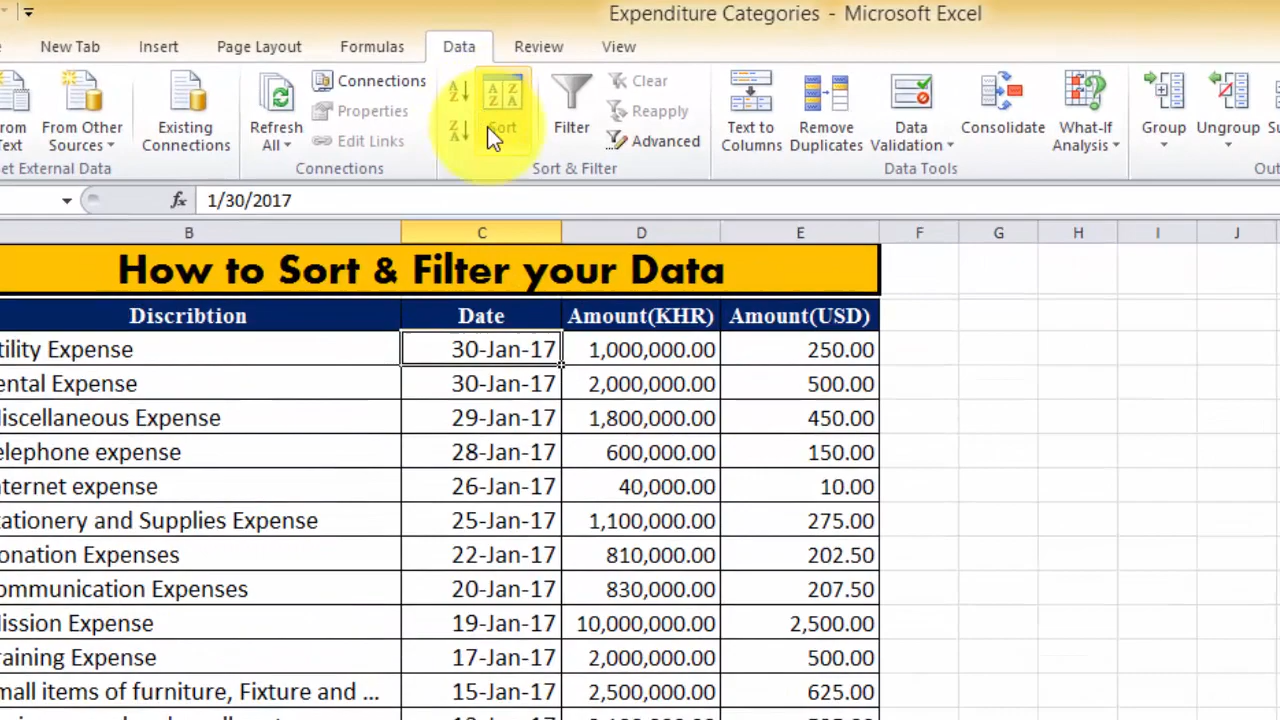 Expenditure Categories - Microsoft Excel
New Tab Insert Page Layout Formulas Data Review View
Text
From Other Sources
Existing Connections
Refresh All
Connections
Properties
Edit Links
Sort
Filter
Clear
Reapply
Advanced
Text to Columns
Remove Duplicates
Data Validation
Consolidate
What-If Analysis
Group
Ungroup
External Data
Connections
Sort & Filter
Data Tools
fx 1/30/2017
B C D E F G H I J
How to Sort & Filter your Data
Discribtion Date Amount(KHR) Amount(USD)
tility Expense 30-Jan-17 1,000,000.00 250.00
ental Expense 30-Jan-17 2,000,000.00 500.00
iscellaneous Expense 29-Jan-17 1,800,000.00 450.00
elephone expense 28-Jan-17 600,000.00 150.00
nternet expense 26-Jan-17 40,000.00 10.00
tationery and Supplies Expense 25-Jan-17 1,100,000.00 275.00
onation Expenses 22-Jan-17 810,000.00 202.50
ommunication Expenses 20-Jan-17 830,000.00 207.50
ission Expense 19-Jan-17 10,000,000.00 2,500.00
raining Expense 17-Jan-17 2,000,000.00 500.00
mall items of furniture, Fixture and ... 15-Jan-17 2,500,000.00 625.00